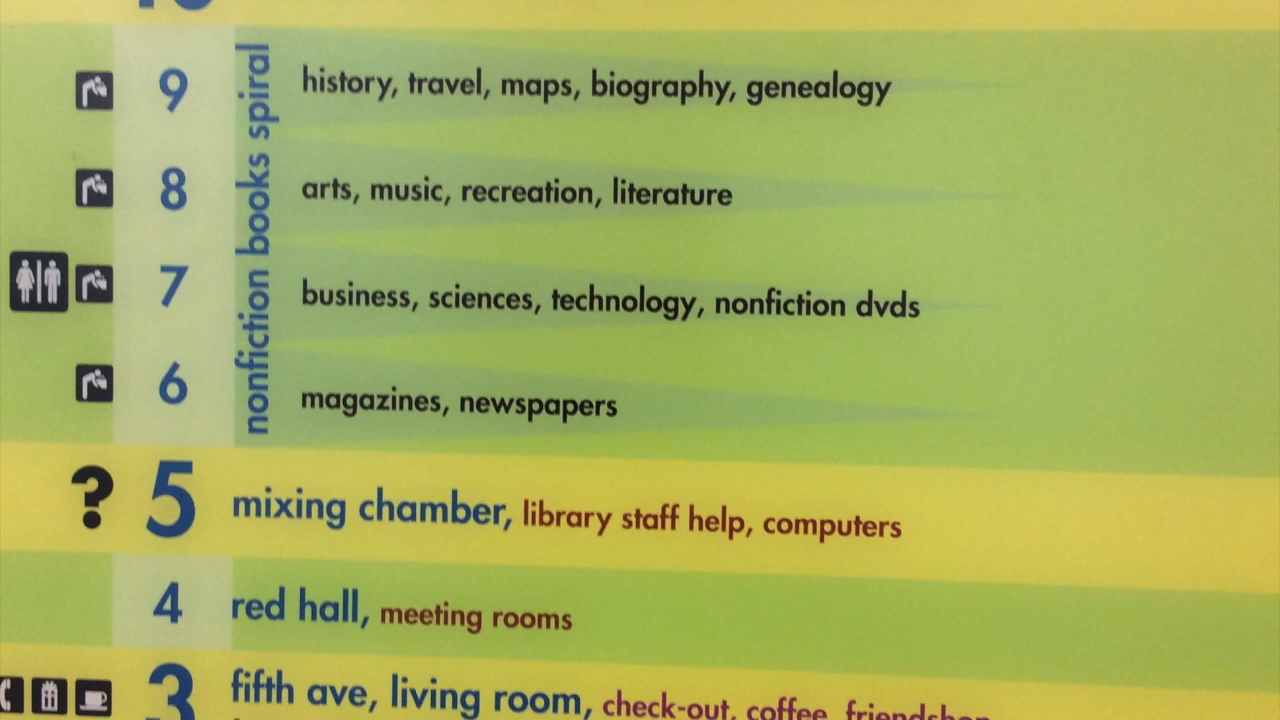 10
9 history, travel, maps, biography, genealogy
nonfiction books spiral
8 arts, music, recreation, literature
7 business, sciences, technology, nonfiction dvds
6 magazines, newspapers
? 5 mixing chamber, library staff help, computers
4 red hall, meeting rooms
3 fifth ave, living room, check-out, coffee, friendshop